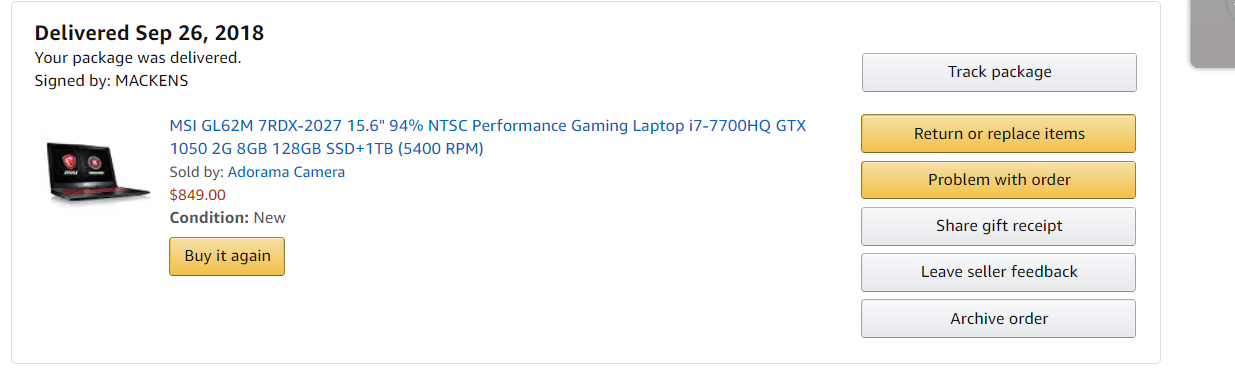 Delivered Sep 26, 2018
Your package was delivered.
Signed by: MACKENS
Track package
MSI GL62M 7RDX-2027 15.6" 94% NTSC Performance Gaming Laptop i7-7700HQ GTX
1050 2G 8GB 128GB SSD+1TB (5400 RPM)
Sold by: Adorama Camera
$849.00
Condition: New
Buy it again
Return or replace items
Problem with order
Share gift receipt
Leave seller feedback
Archive order